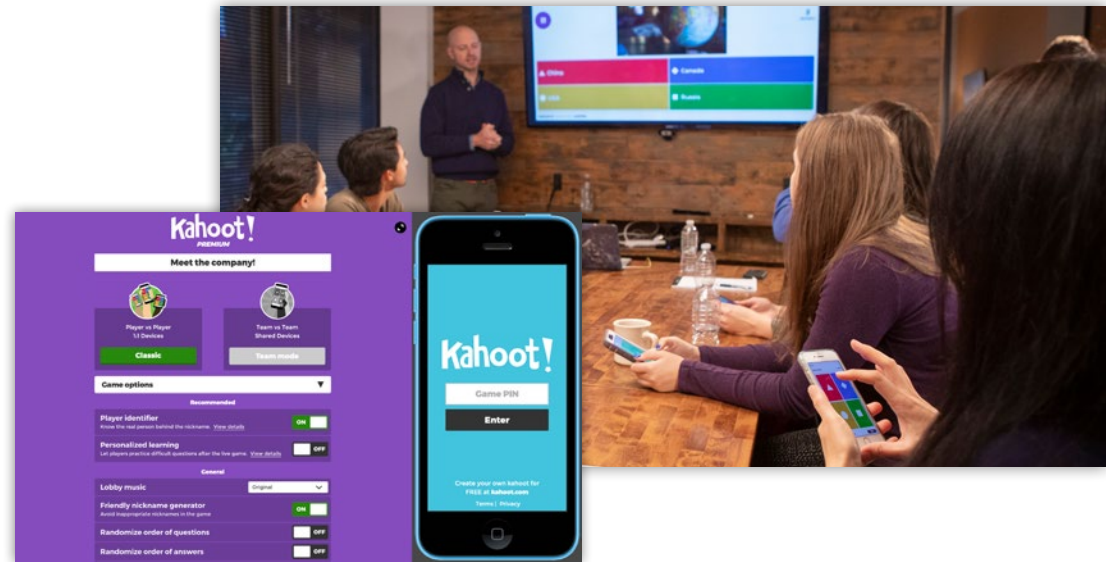 China
Canada
USA
Russia
Kahoot!
PREMIUM
Meet the company!
Player vs Player
1:1 Devices
Classic
Team vs Team
Shared Devices
Team mode
Game options
Recommended
Player identifier
Know the real person behind the nickname. View details
ON
Personalized learning
Let players practice difficult questions after the live game. View details
OFF
General
Lobby music
Original
Friendly nickname generator
Avoid inappropriate nicknames in the game
ON
Randomize order of questions
OFF
Randomize order of answers
OFF
Kahoot!
Game PIN
Enter
Create your own kahoot for
FREE at kahoot.com
Terms | Privacy